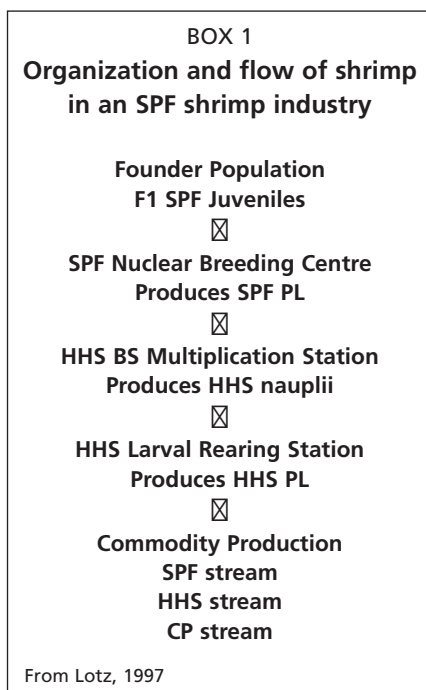 BOX 1
Organization and flow of shrimp
in an SPF shrimp industry
Founder Population
F1 SPF Juveniles
☒
SPF Nuclear Breeding Centre
Produces SPF PL
☒
HHS BS Multiplication Station
Produces HHS nauplii
☒
HHS Larval Rearing Station
Produces HHS PL
☒
Commodity Production
SPF stream
HHS stream
CP stream
From Lotz, 1997